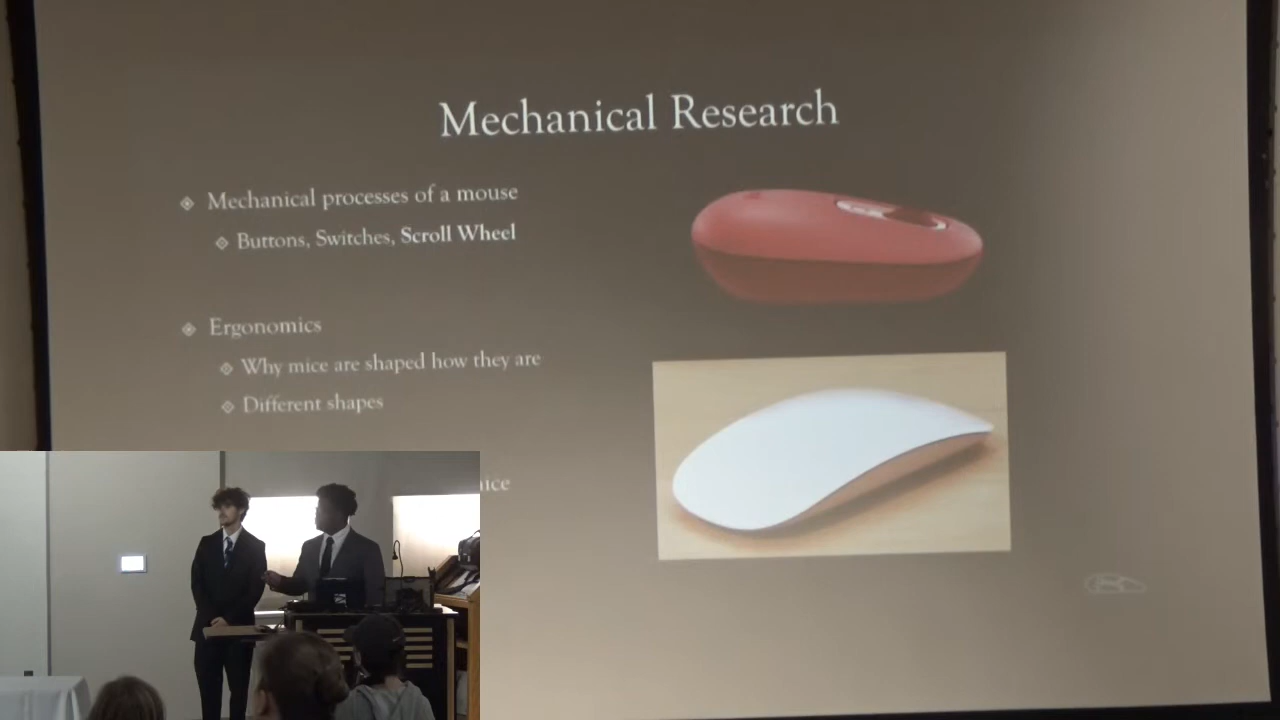 Mechanical Research
Mechanical processes of a mouse
Buttons, Switches, Scroll Wheel
Ergonomics
Why mice are shaped how they are
Different shapes